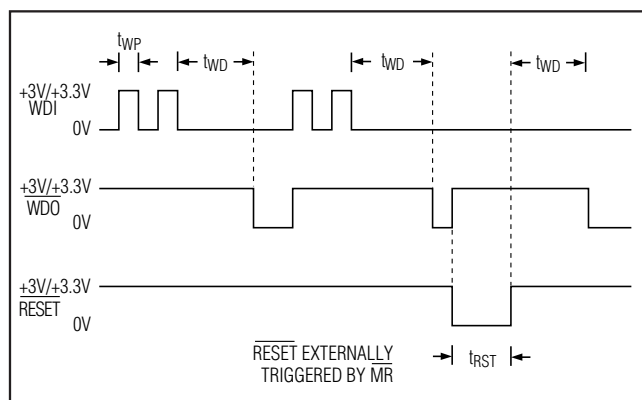 tWP
tWD
tWD
tWD
+3V/+3.3V
WDI
0V
+3V/+3.3V
WDO
0V
+3V/+3.3V
RESET
0V
RESET EXTERNALLY
TRIGGERED BY MR
tRST